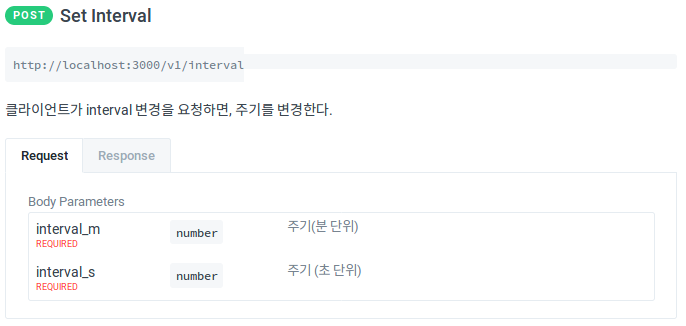 POST Set Interval
http://localhost:3000/v1/interval
클라이언트가 interval 변경을 요청하면, 주기를 변경한다.
Request Response
Body Parameters
interval_m number 주기(분 단위)
REQUIRED
interval_s number 주기 (초 단위)
REQUIRED